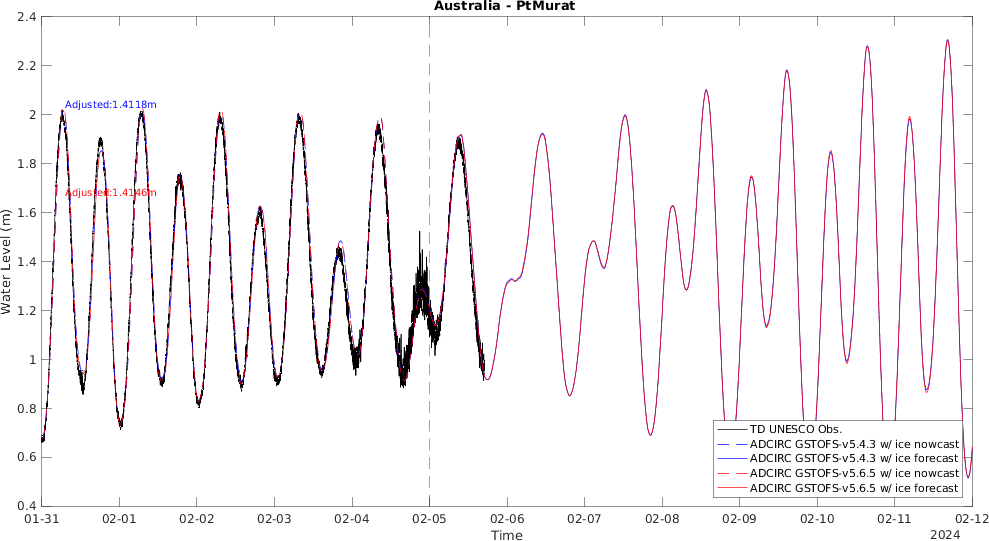 Australia - PtMurat
2.4
2.2
2
1.8
1.6
1.4
1.2
1
0.8
0.6
0.4
Water Level (m)
Adjusted:1.4118m
Adjusted:1.4146m
TD UNESCO Obs.
ADCIRC GSTOFS-v5.4.3 w/ ice nowcast
ADCIRC GSTOFS-v5.4.3 w/ ice forecast
ADCIRC GSTOFS-v5.6.5 w/ ice nowcast
ADCIRC GSTOFS-v5.6.5 w/ ice forecast
01-31 02-01 02-02 02-03 02-04 02-05 02-06 02-07 02-08 02-09 02-10 02-11 02-12
Time
2024